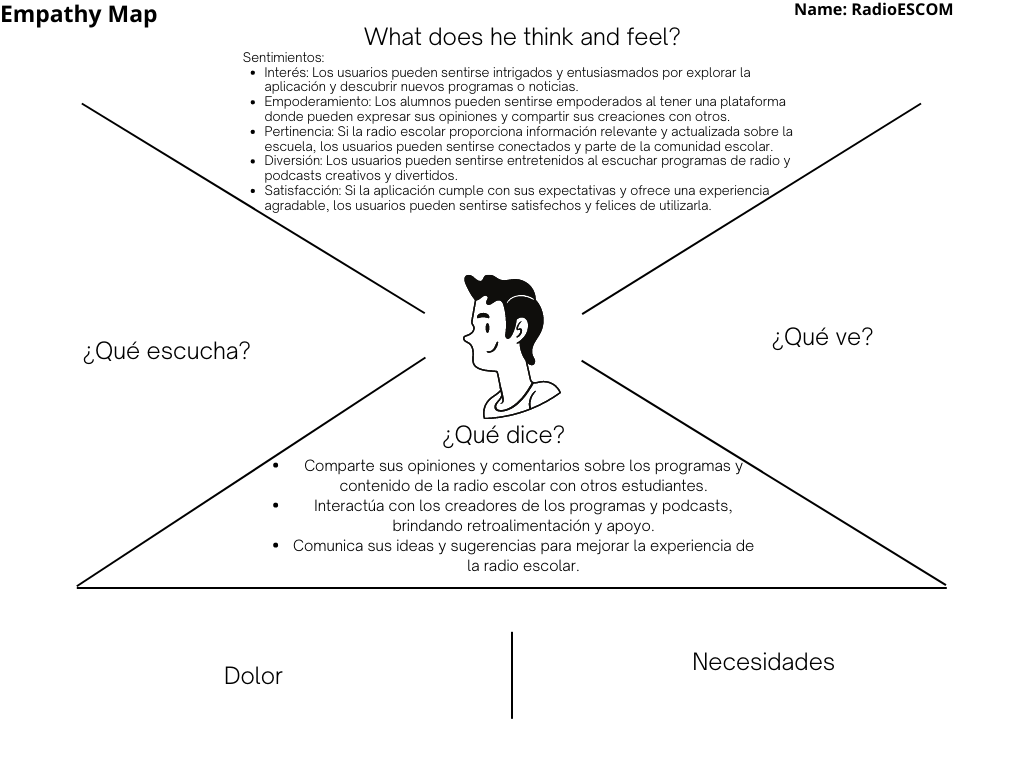 Empathy Map
Name: RadioESCOM
What does he think and feel?
Sentimientos:
• Interés: Los usuarios pueden sentirse intrigados y entusiasmados por explorar la
aplicación y descubrir nuevos programas o noticias.
• Empoderamiento: Los alumnos pueden sentirse empoderados al tener una plataforma
donde pueden expresar sus opiniones y compartir sus creaciones con otros.
• Pertinencia: Si la radio escolar proporciona información relevante y actualizada sobre la
escuela, los usuarios pueden sentirse conectados y parte de la comunidad escolar.
• Diversión: Los usuarios pueden sentirse entretenidos al escuchar programas de radio y
podcasts creativos y divertidos.
• Satisfacción: Si la aplicación cumple con sus expectativas y ofrece una experiencia
agradable, los usuarios pueden sentirse satisfechos y felices de utilizarla.
¿Qué escucha?
¿Qué ve?
¿Qué dice?
• Comparte sus opiniones y comentarios sobre los programas y
contenido de la radio escolar con otros estudiantes.
• Interactúa con los creadores de los programas y podcasts,
brindando retroalimentación y apoyo.
• Comunica sus ideas y sugerencias para mejorar la experiencia de
la radio escolar.
Dolor
Necesidades